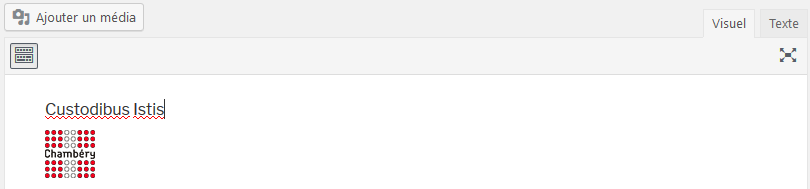 Ajouter un média
Visuel
Texte
Custodibus Istis
Chambéry